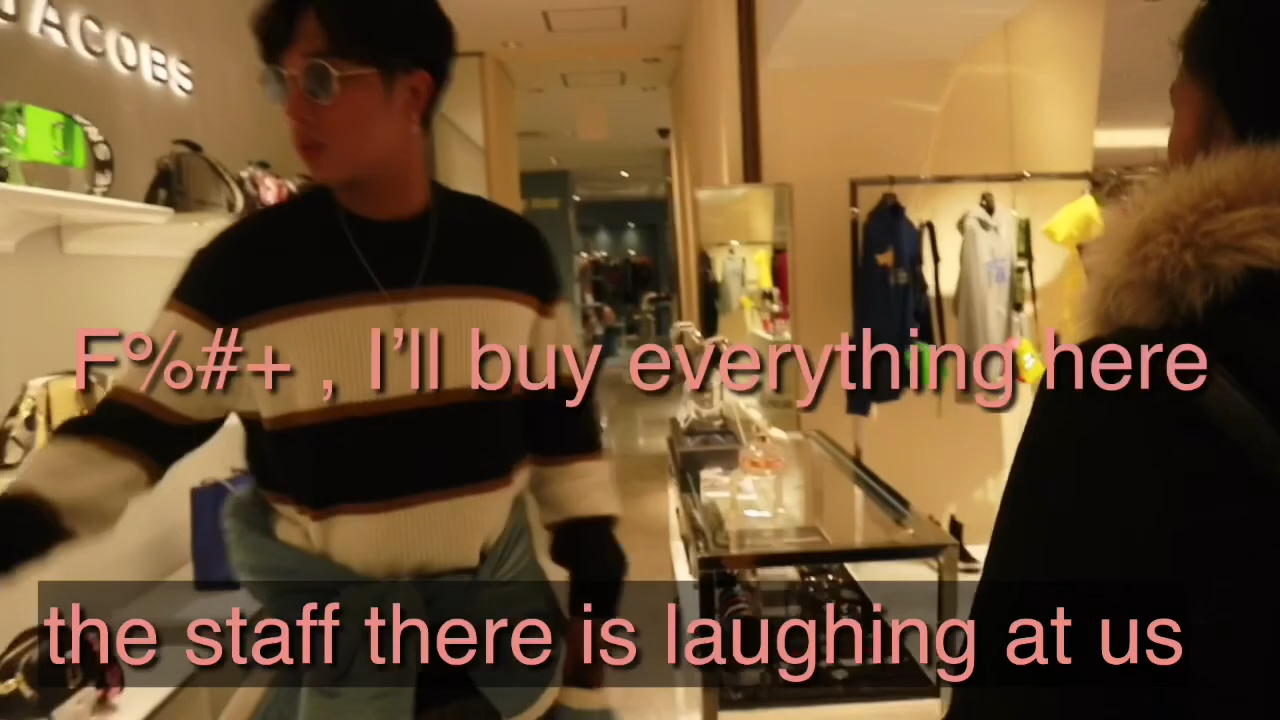 JACOBS
F%#+ , I’ll buy everything here
the staff there is laughing at us